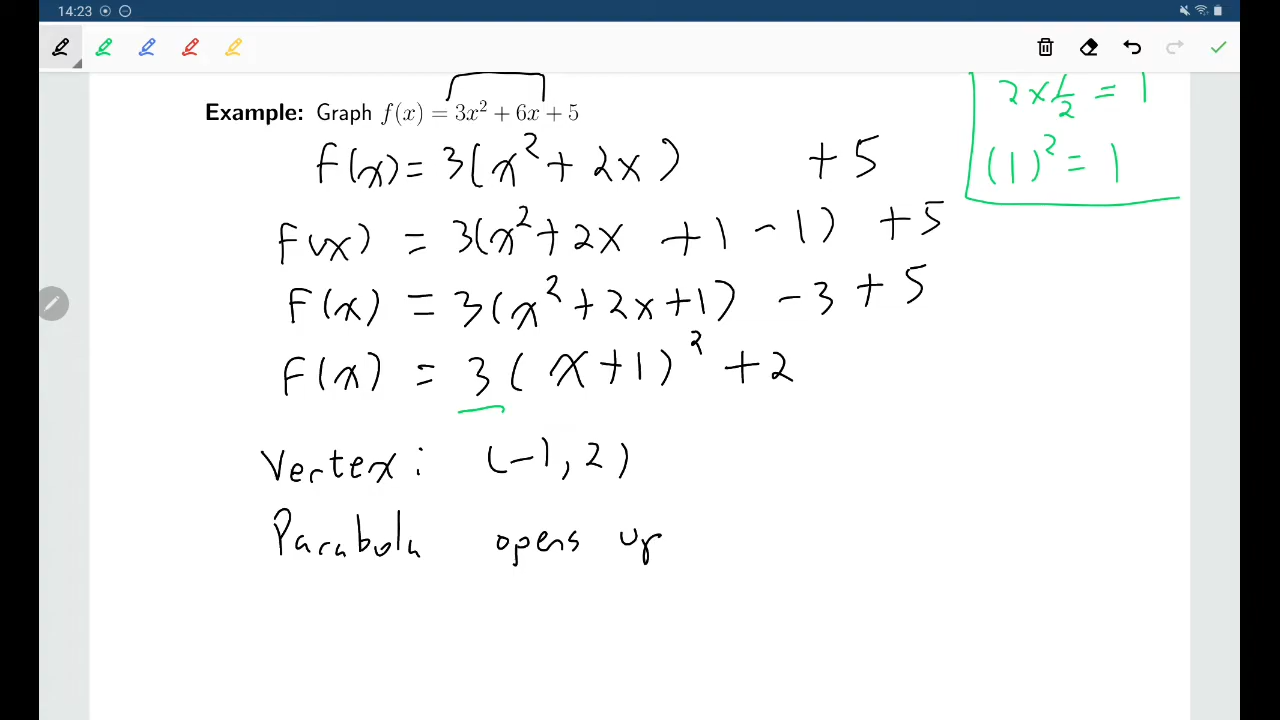 14:23
Example: Graph f(x) = 3x² + 6x + 5
2 x 1/2 = 1
f(x) = 3(x² + 2x) + 5
(1)² = 1
f(x) = 3(x² + 2x + 1 - 1) + 5
f(x) = 3(x² + 2x + 1) - 3 + 5
f(x) = 3(x + 1)² + 2
Vertex: (-1, 2)
Parabola opens up